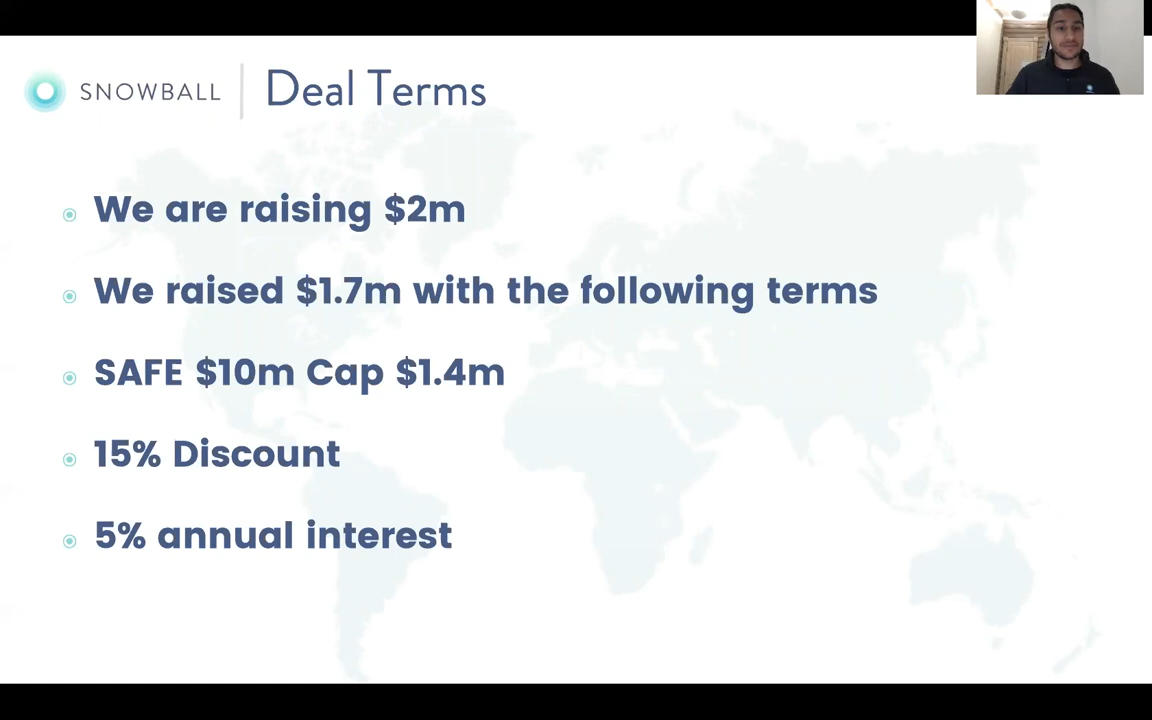 SNOWBALL
Deal Terms
We are raising $2m
We raised $1.7m with the following terms
SAFE $10m Cap $1.4m
15% Discount
5% annual interest